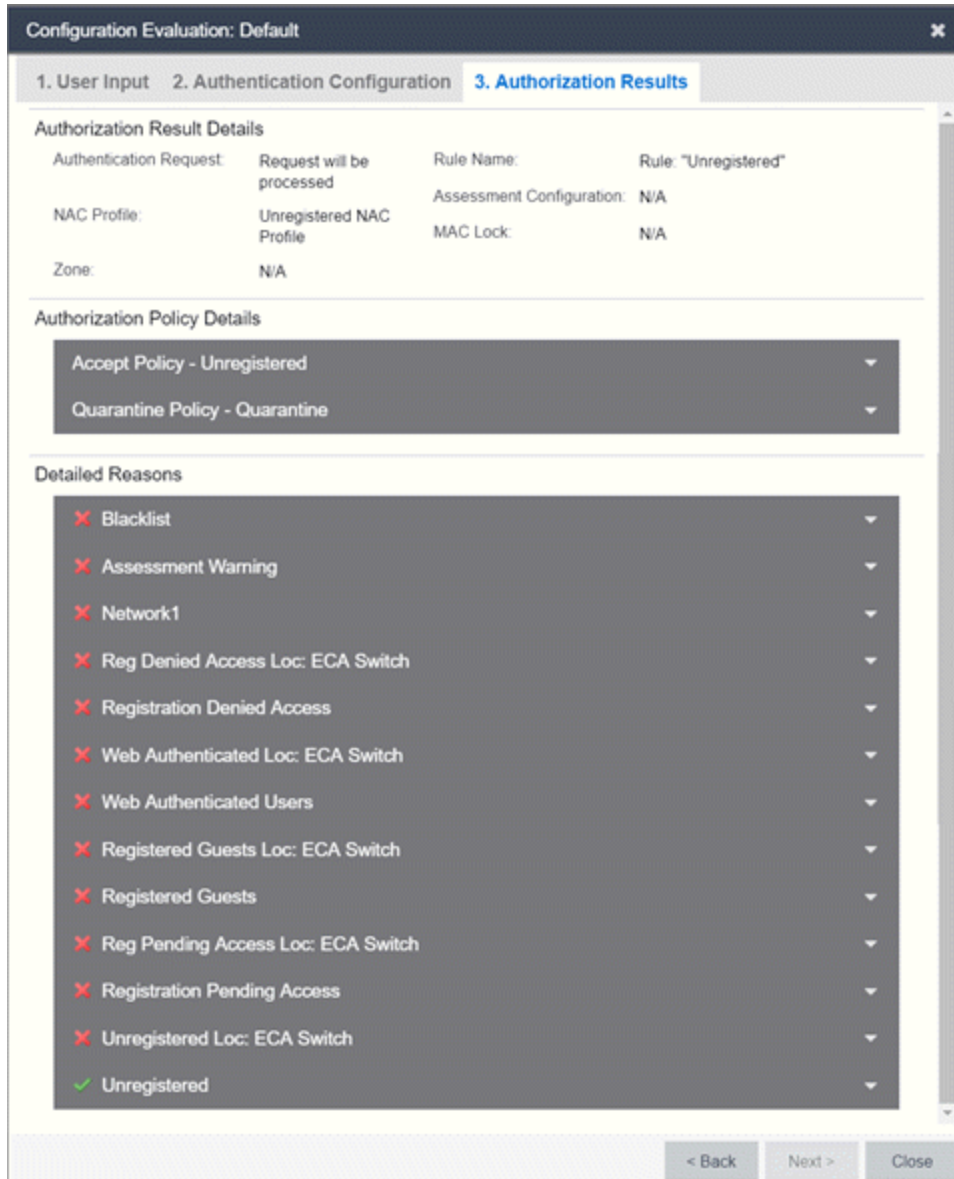 Configuration Evaluation: Default
1. User Input 2. Authentication Configuration 3. Authorization Results
Authorization Result Details
Authentication Request: Request will be processed
NAC Profile: Unregistered NAC Profile
Zone: N/A
Rule Name: Rule: "Unregistered"
Assessment Configuration: N/A
MAC Lock: N/A
Authorization Policy Details
Accept Policy - Unregistered
Quarantine Policy - Quarantine
Detailed Reasons
Blacklist
Assessment Warning
Network1
Reg Denied Access Loc: ECA Switch
Registration Denied Access
Web Authenticated Loc: ECA Switch
Web Authenticated Users
Registered Guests Loc: ECA Switch
Registered Guests
Reg Pending Access Loc: ECA Switch
Registration Pending Access
Unregistered Loc: ECA Switch
Unregistered
< Back Next > Close